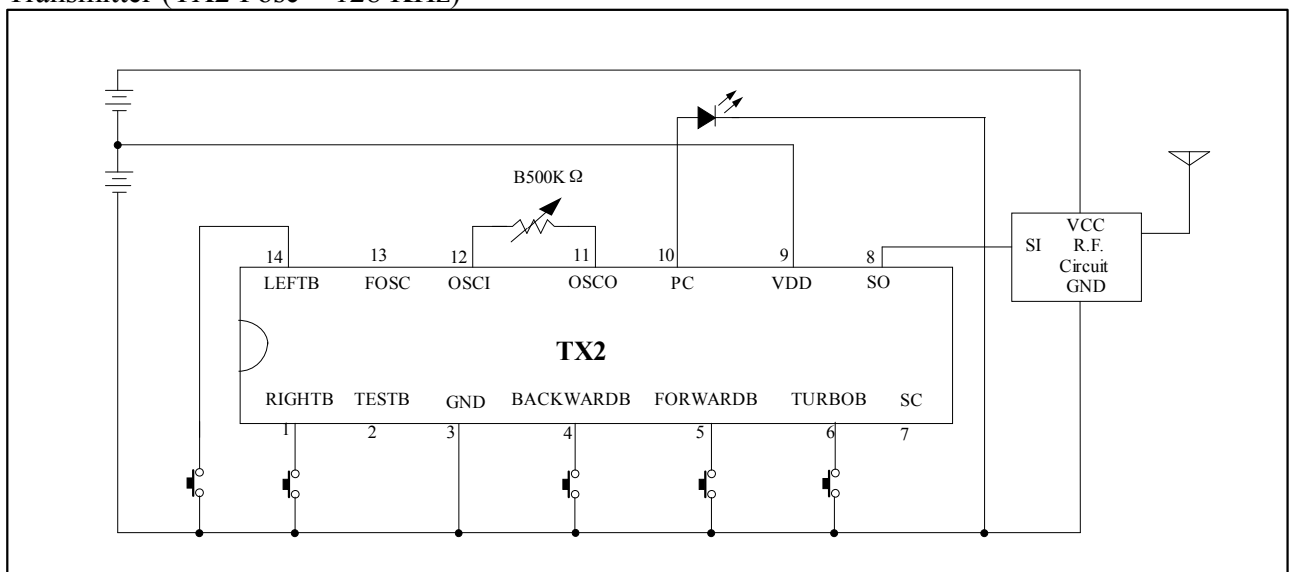 Transmitter (TX2 Fosc = 128 KHz)
B500K Ω
14 13 12 11 10 9 8
LEFTB FOSC OSCI OSCO PC VDD SO
SI
VCC
R.F.
Circuit
GND
TX2
RIGHTB TESTB GND BACKWARDB FORWARDB TURBOB SC
1 2 3 4 5 6 7